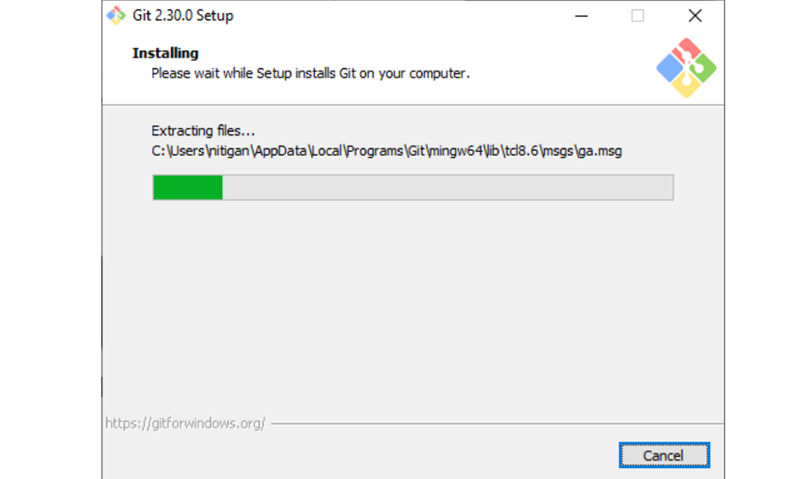 Git 2.30.0 Setup
Installing
Please wait while Setup installs Git on your computer.
Extracting files...
C:\Users\nitigan\AppData\Local\Programs\Git\mingw64\lib\tcl8.6\msgs\ga.msg
https://gitforwindows.org/
Cancel